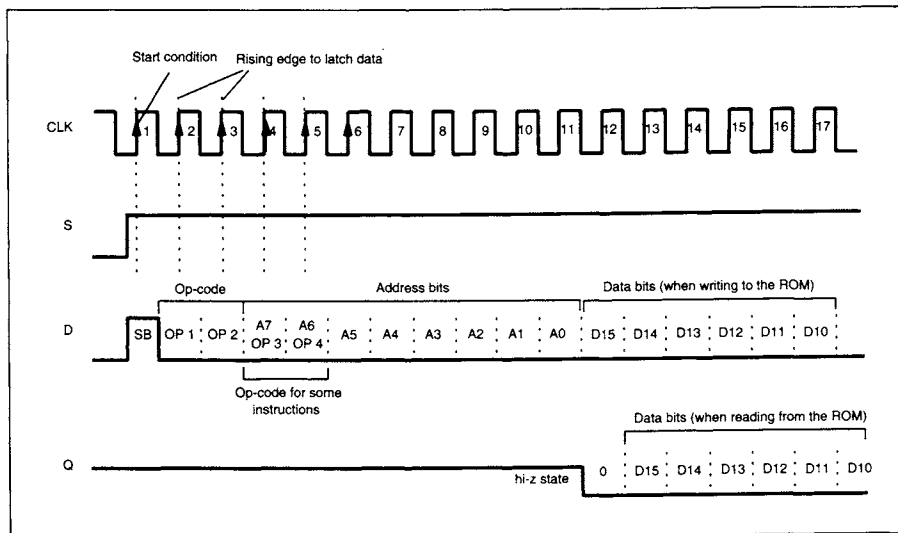 Start condition
Rising edge to latch data
CLK
1 2 3 4 5 6 7 8 9 10 11 12 13 14 15 16 17
S
Op-code
Address bits
Data bits (when writing to the ROM)
D
SB OP 1 OP 2 A7 A6 A5 A4 A3 A2 A1 A0 D15 D14 D13 D12 D11 D10
OP 3 OP 4
Op-code for some
instructions
Data bits (when reading from the ROM)
Q
hi-z state
0 D15 D14 D13 D12 D11 D10